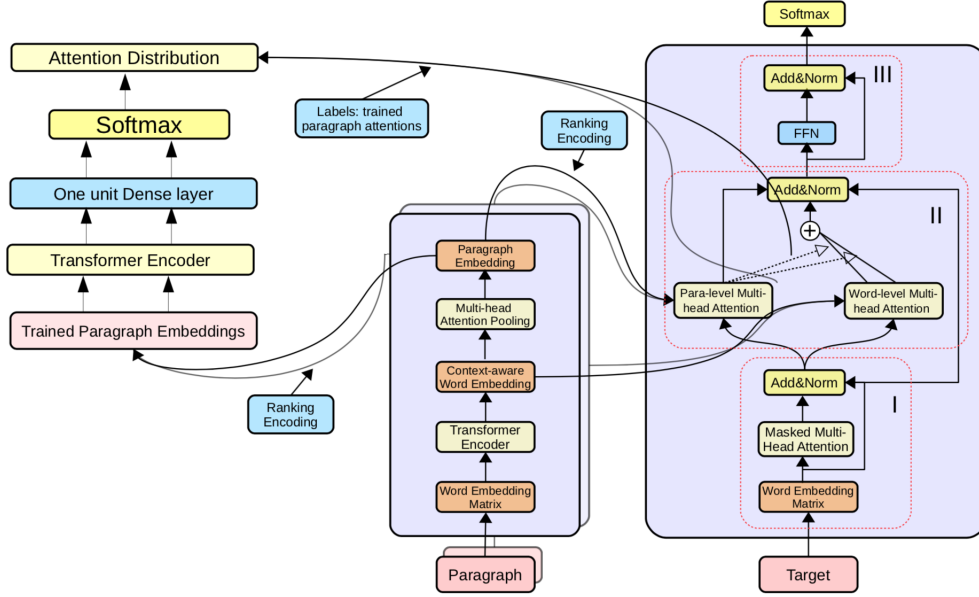 Attention Distribution
Softmax
One unit Dense layer
Transformer Encoder
Trained Paragraph Embeddings
Labels: trained
paragraph attentions
Ranking
Encoding
Ranking
Encoding
Paragraph
Embedding
Multi-head
Attention Pooling
Context-aware
Word Embedding
Transformer
Encoder
Word Embedding
Matrix
Paragraph
Softmax
III
Add&Norm
FFN
Add&Norm
II
+
Para-level Multi-
head Attention
Word-level Multi-
head Attention
Add&Norm
I
Masked Multi-
Head Attention
Word Embedding
Matrix
Target